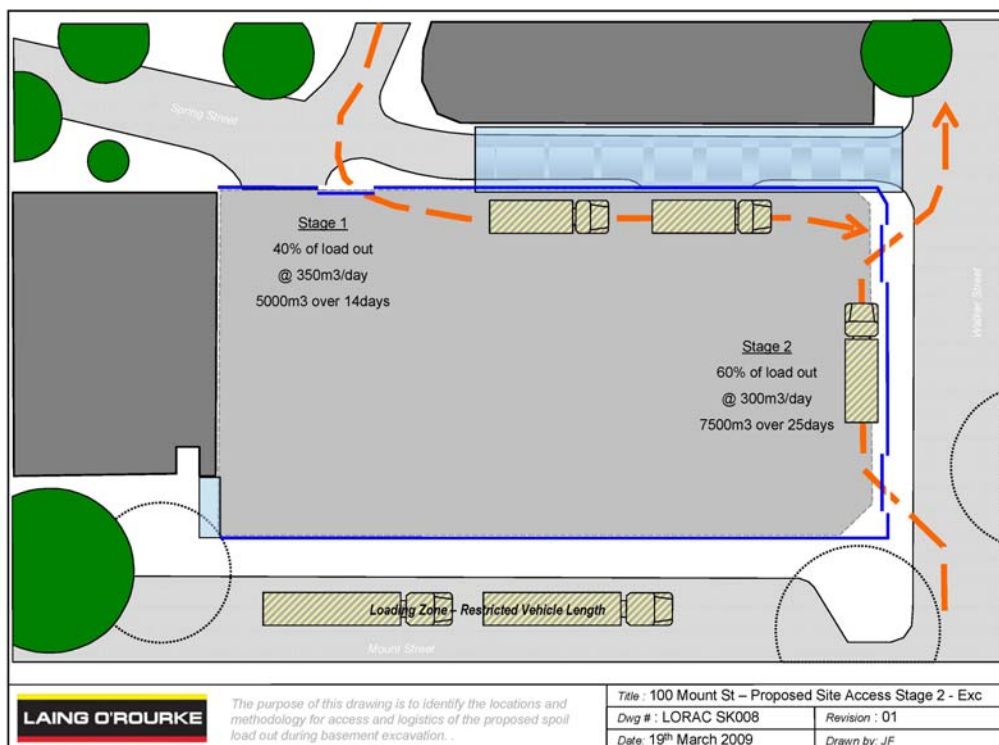 Spring Street
Stage 1
40% of load out
@ 350m3/day
5000m3 over 14days
Walker Street
Stage 2
60% of load out
@ 300m3/day
7500m3 over 25days
Loading Zone – Restricted Vehicle Length
Mount Street
LAING O'ROURKE
The purpose of this drawing is to identify the locations and
methodology for access and logistics of the proposed spoil
load out during basement excavation. .
Title : 100 Mount St – Proposed Site Access Stage 2 - Exc
Dwg # : LORAC SK008
Revision : 01
Date: 19th March 2009
Drawn by: JF